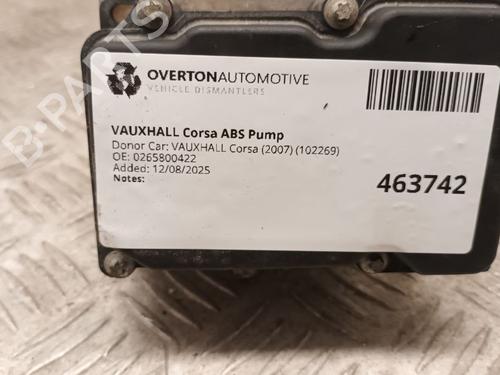 OVERTONAUTOMOTIVE
VEHICLE DISMANTLERS
VAUXHALL Corsa ABS Pump
Donor Car: VAUXHALL Corsa (2007) (102269)
OE: 0265800422
Added: 12/08/2025
Notes:
463742
B-PARTS